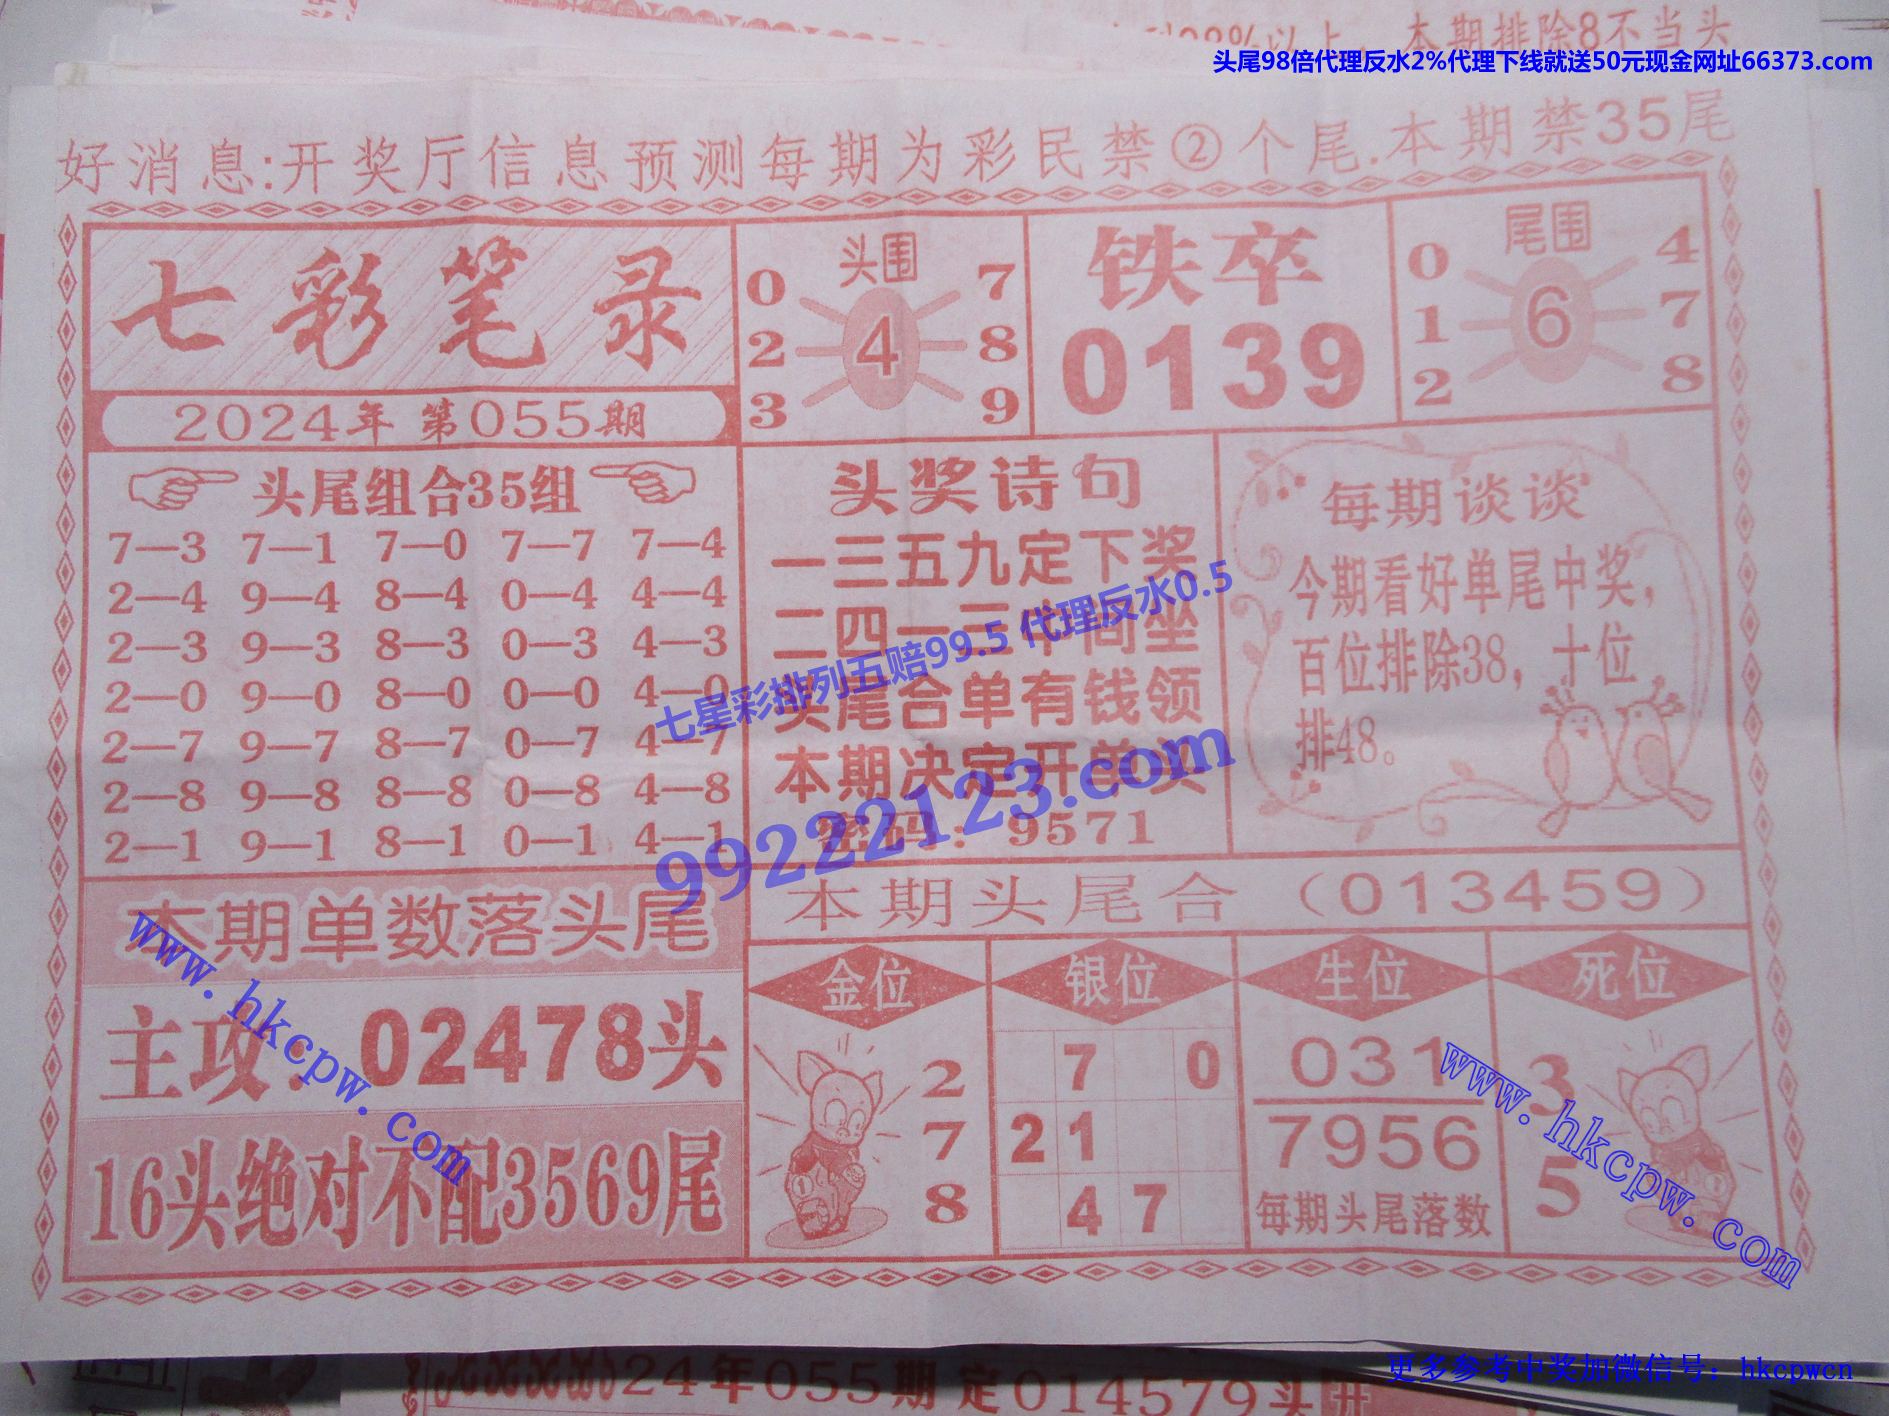 本期排除8不当头
头尾98倍代理反水2%代理下线就送50元现金网址66373.com
好消息:开奖厅信息预测每期为彩民禁②个尾.本期禁35尾
七彩笔录
2024年 第055期
头围
0 7
2 4 8
3 9
铁卒
0139
尾围
0 4
1 6 7
2 8
头尾组合35组
7—3 7—1 7—0 7—7 7—4
2—4 9—4 8—4 0—4 4—4
2—3 9—3 8—3 0—3 4—3
2—0 9—0 8—0 0—0 4—0
2—7 9—7 8—7 0—7 4—7
2—8 9—8 8—8 0—8 4—8
2—1 9—1 8—1 0—1 4—1
头奖诗句
一三五九定下奖
二四一三中间坐
头尾合单有钱领
本期决定开单头
密码:9571
每期谈谈
今期看好单尾中奖,
百位排除38,十位
排48。
七星彩排列五赔99.5 代理反水0.5
99222123.com
本期单数落头尾
主攻:02478头
16头绝对不配3569尾
本期头尾合(013459)
金位
2
7
8
银位
7 0
21
47
生位
031
7956
每期头尾落数
死位
3
5
www.hkcpw.com
www.hkcpw.com
24年055期定014579头开
更多参考中奖加微信号:hkcpwcn